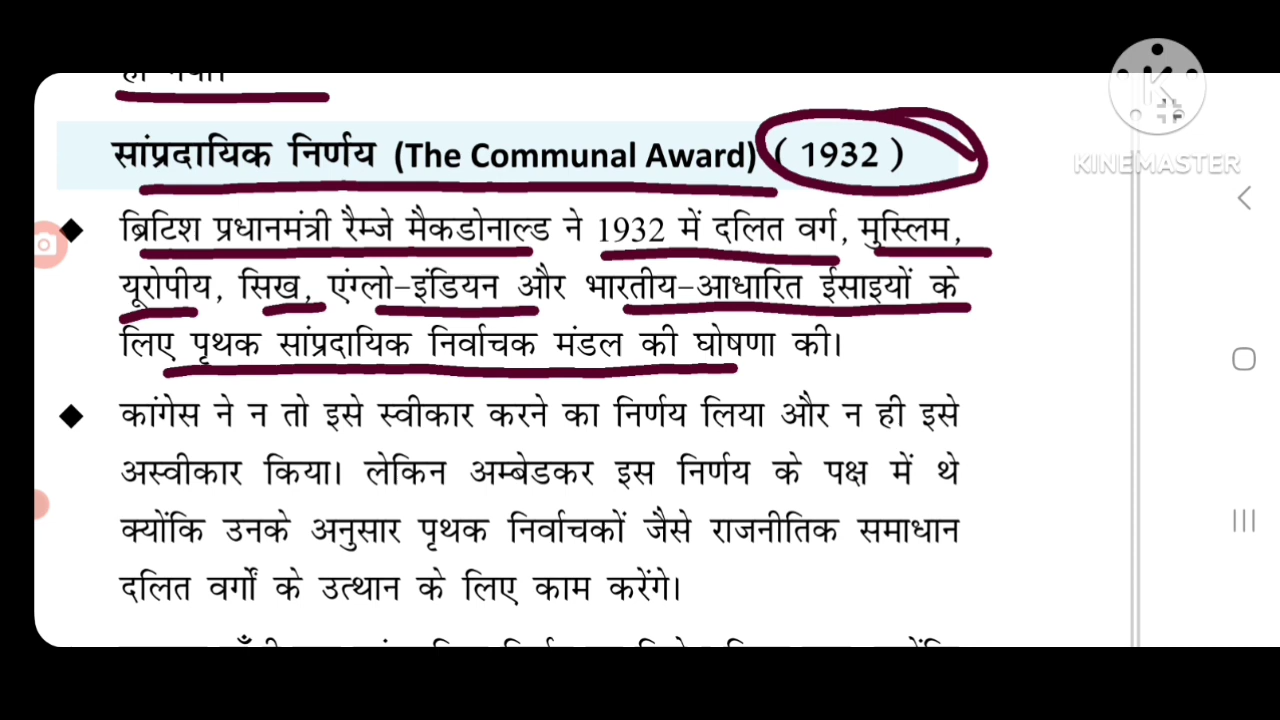 सांप्रदायिक निर्णय (The Communal Award) ( 1932 )
KINEMASTER
◆ ब्रिटिश प्रधानमंत्री रैम्जे मैकडोनाल्ड ने 1932 में दलित वर्ग, मुस्लिम,
यूरोपीय, सिख, एंग्लो-इंडियन और भारतीय-आधारित ईसाइयों के
लिए पृथक सांप्रदायिक निर्वाचक मंडल की घोषणा की।
◆ कांगेस ने न तो इसे स्वीकार करने का निर्णय लिया और न ही इसे
अस्वीकार किया। लेकिन अम्बेडकर इस निर्णय के पक्ष में थे
क्योंकि उनके अनुसार पृथक निर्वाचकों जैसे राजनीतिक समाधान
दलित वर्गों के उत्थान के लिए काम करेंगे।